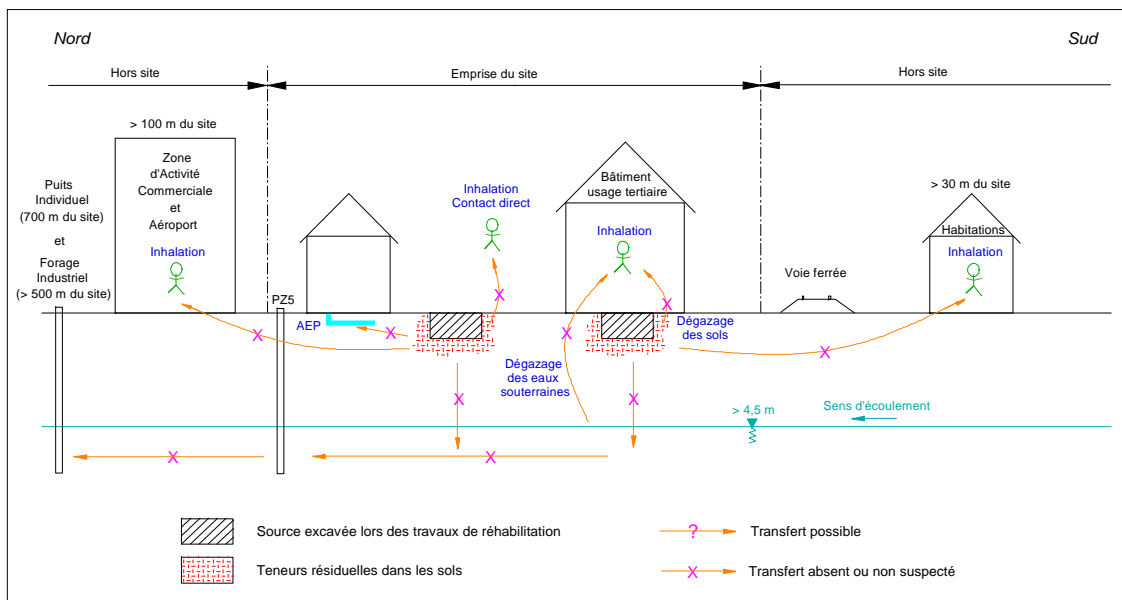 Nord
Sud
Hors site
Emprise du site
Hors site
> 100 m du site
Zone
d'Activité
Commerciale
et
Aéroport
Inhalation
Puits
Individuel
(700 m du site)
et
Forage
Industriel
(> 500 m du site)
PZ5
AEP
Inhalation
Contact direct
Bâtiment
usage tertiaire
Inhalation
Dégazage
des sols
Dégazage
des eaux
souterraines
Voie ferrée
> 30 m du site
Habitations
Inhalation
> 4,5 m
Sens d'écoulement
X
X
X
X
X
X
X
X
X
X
Source excavée lors des travaux de réhabilitation
Teneurs résiduelles dans les sols
? Transfert possible
X Transfert absent ou non suspecté